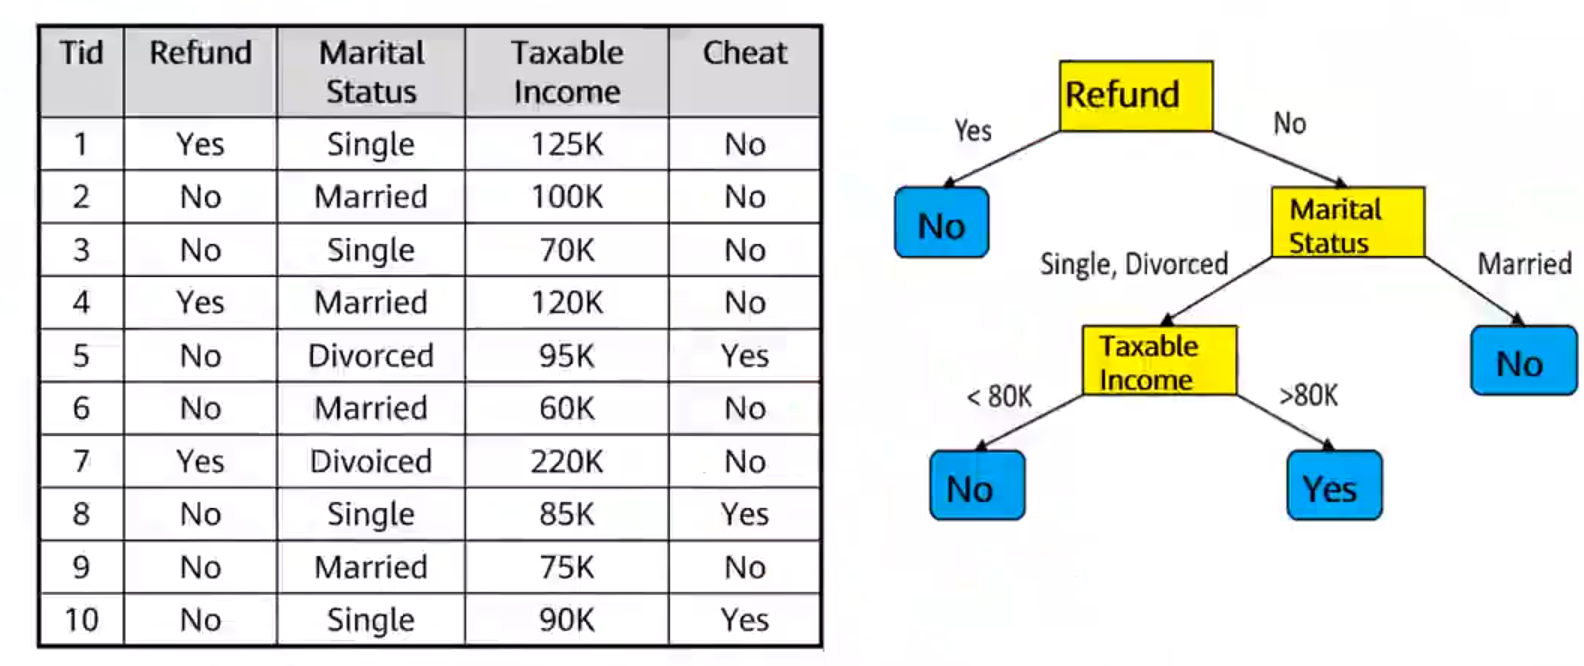 Tid Refund Marital Status Taxable Income Cheat
1 Yes Single 125K No
2 No Married 100K No
3 No Single 70K No
4 Yes Married 120K No
5 No Divorced 95K Yes
6 No Married 60K No
7 Yes Divoiced 220K No
8 No Single 85K Yes
9 No Married 75K No
10 No Single 90K Yes
Refund
Yes
No
No
Marital
Status
Single, Divorced
Married
Taxable
Income
No
< 80K
>80K
No
Yes